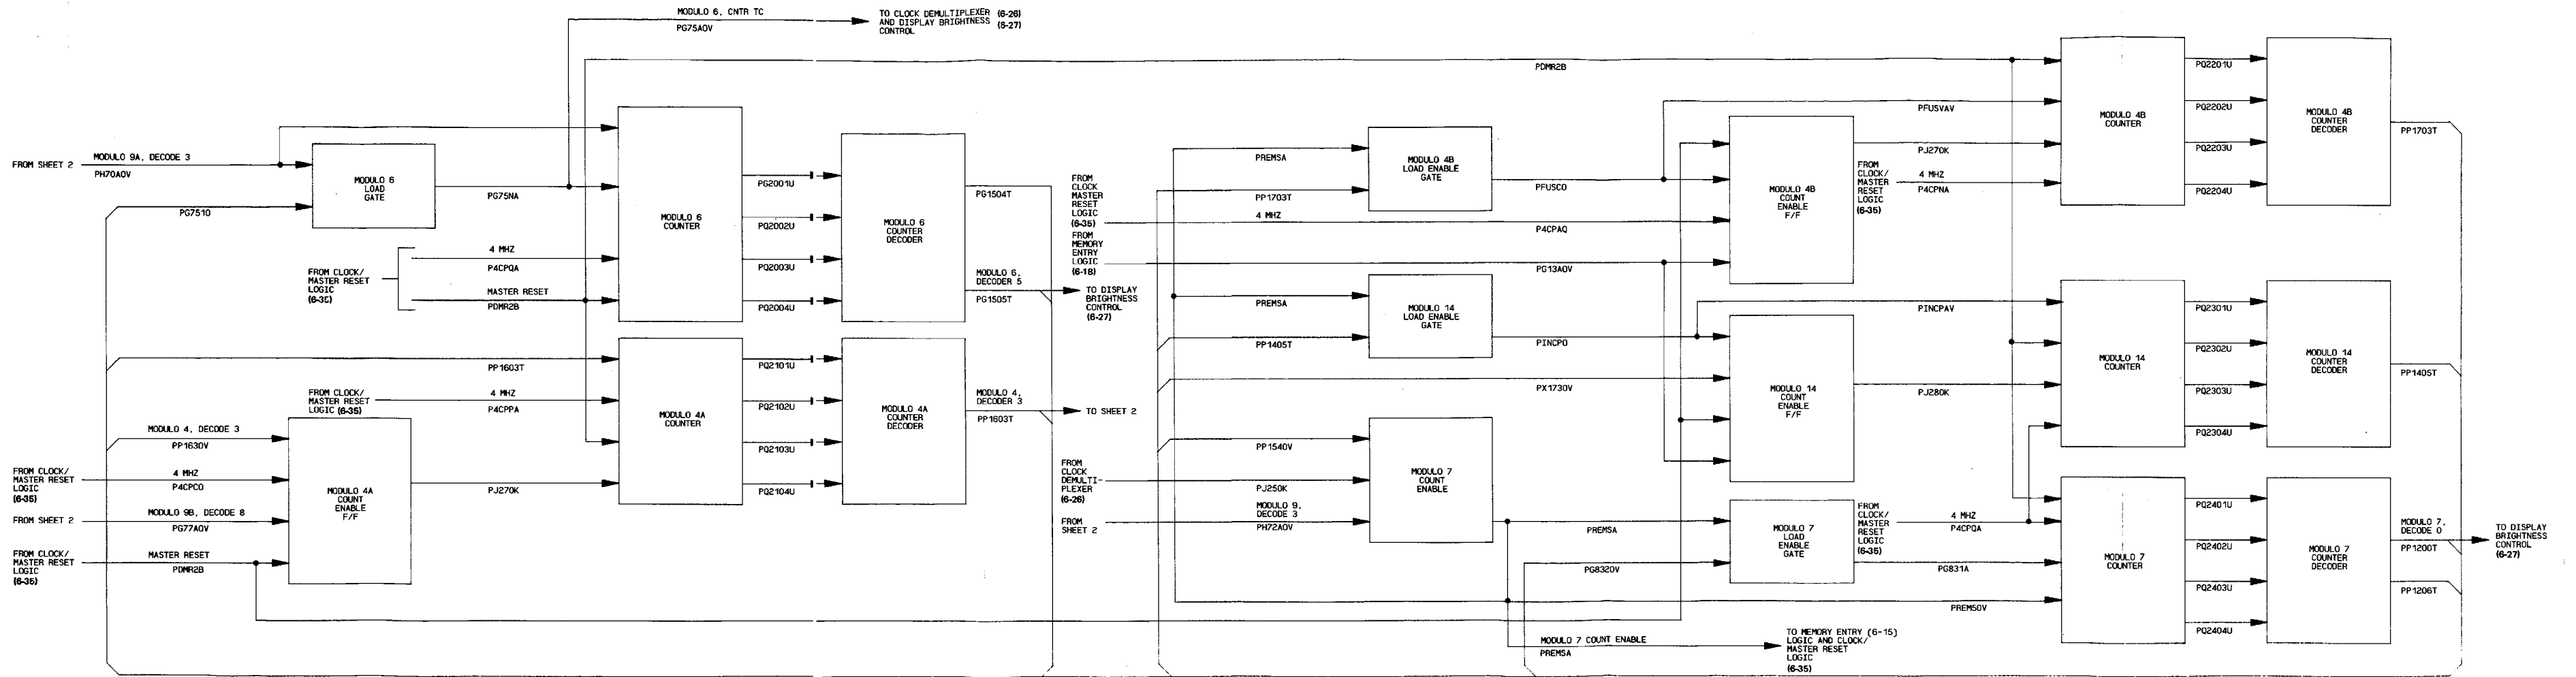 MODULO 6, CNTR TC
PG75AOV
TO CLOCK DEMULTIPLEXER (6-26)
AND DISPLAY BRIGHTNESS (6-27)
CONTROL
FROM SHEET 2
MODULO 9A, DECODE 3
PH70AOV
MODULO 6
LOAD
GATE
PG7510
PG75NA
FROM CLOCK/
MASTER RESET
LOGIC
(6-35)
4 MHZ
P4CPQA
MASTER RESET
PDMR2B
MODULO 6
COUNTER
PG2001U
PQ2002U
PQ2003U
PQ2004U
MODULO 6
COUNTER
DECODER
PG1504T
MODULO 6,
DECODER 5
PG1505T
TO DISPLAY
BRIGHTNESS
CONTROL
(6-27)
PP1603T
FROM CLOCK/
MASTER RESET
LOGIC (6-35)
4 MHZ
P4CPPA
MODULO 4A
COUNTER
PQ2101U
PQ2102U
PQ2103U
PQ2104U
MODULO 4A
COUNTER
DECODER
MODULO 4,
DECODER 3
PP1603T
TO SHEET 2
MODULO 4, DECODE 3
PP1630V
FROM CLOCK/
MASTER RESET
LOGIC
(6-35)
4 MHZ
P4CPCO
FROM SHEET 2
MODULO 9B, DECODE 8
PG77AOV
FROM CLOCK/
MASTER RESET
LOGIC
(6-35)
MASTER RESET
PDMR2B
MODULO 4A
COUNT
ENABLE
F/F
PJ270K
PDMR2B
PREMSA
PP1703T
MODULO 4B
LOAD ENABLE
GATE
PFUSCO
PFUSVAV
FROM
CLOCK
MASTER
RESET
LOGIC
(6-35)
4 MHZ
P4CPAQ
FROM
MEMORY
ENTRY
LOGIC
(6-18)
PG13AOV
MODULO 4B
COUNT
ENABLE
F/F
PJ270K
FROM
CLOCK/
MASTER
RESET
LOGIC
(6-35)
4 MHZ
P4CPNA
MODULO 4B
COUNTER
PQ2201U
PQ2202U
PQ2203U
PQ2204U
MODULO 4B
COUNTER
DECODER
PP1703T
PREMSA
PP1405T
MODULO 14
LOAD ENABLE
GATE
PINCPO
PINCPAV
PX1730V
MODULO 14
COUNT
ENABLE
F/F
PJ280K
MODULO 14
COUNTER
PQ2301U
PQ2302U
PQ2303U
PQ2304U
MODULO 14
COUNTER
DECODER
PP1405T
PP1540V
FROM
CLOCK
DEMULTI-
PLEXER
(6-26)
PJ250K
FROM
SHEET 2
MODULO 9,
DECODE 3
PH72AOV
MODULO 7
COUNT
ENABLE
PREMSA
PG8320V
MODULO 7
LOAD
ENABLE
GATE
PG831A
FROM
CLOCK/
MASTER
RESET
LOGIC
(6-35)
4 MHZ
P4CPQA
PREMSOV
MODULO 7
COUNTER
PQ2401U
PQ2402U
PQ2403U
PQ2404U
MODULO 7
COUNTER
DECODER
MODULO 7,
DECODE 0
PP1200T
PP1206T
TO DISPLAY
BRIGHTNESS
CONTROL
(6-27)
MODULO 7 COUNT ENABLE
PREMSA
TO MEMORY ENTRY (6-15)
LOGIC AND CLOCK/
MASTER RESET
LOGIC
(6-35)